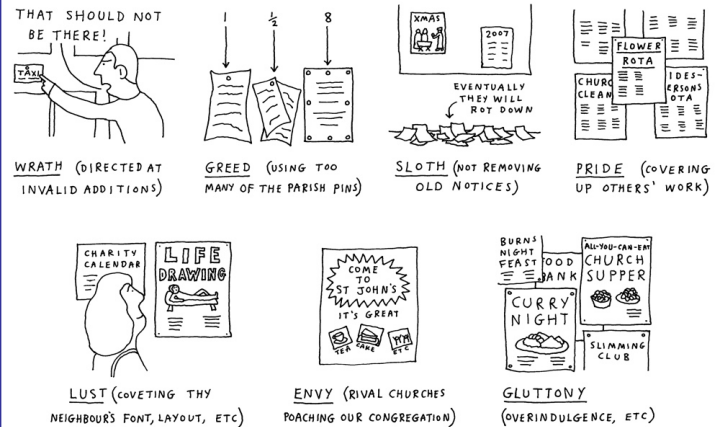 THAT SHOULD NOT
BE THERE!
TAXI
WRATH (DIRECTED AT
INVALID ADDITIONS)
1
1/2
8
GREED (USING TOO
MANY OF THE PARISH PINS)
XMAS
2007
EVENTUALLY
THEY WILL
ROT DOWN
SLOTH (NOT REMOVING
OLD NOTICES)
FLOWER
ROTA
CHURC
CLEAN
IDES-
ERSONS
OTA
PRIDE (COVERING
UP OTHERS' WORK)
CHARITY
CALENDAR
LIFE
DRAWING
LUST (COVETING THY
NEIGHBOUR'S FONT, LAYOUT, ETC)
COME
TO
ST JOHN'S
IT'S GREAT
TEA
CAKE
ETC
ENVY (RIVAL CHURCHES
POACHING OUR CONGREGATION)
BURNS
NIGHT
FEAST
OOD
BANK
ALL-YOU-CAN-EAT
CHURCH
SUPPER
CURRY
NIGHT
SLIMMING
CLUB
GLUTTONY
(OVERINDULGENCE, ETC)